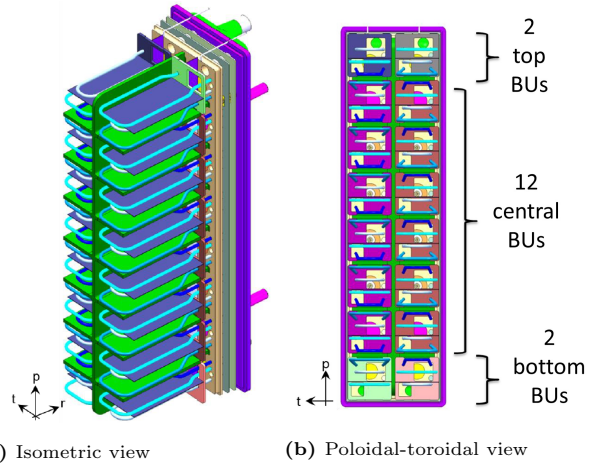 2
top
BUs
12
central
BUs
2
bottom
BUs
p
t
r
p
t
) Isometric view
(b) Poloidal-toroidal view